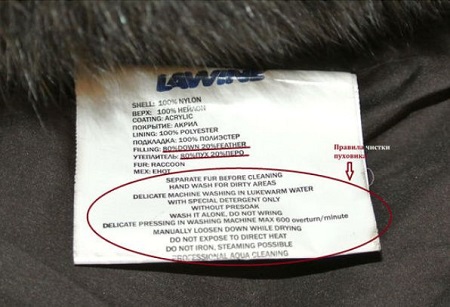 LAWINE
SHELL: 100% NYLON
ВЕРХ: 100% НЕЙЛОН
COATING: ACRYLIC
ПОКРЫТИЕ: АКРИЛ
LINING: 100% POLYESTER
ПОДКЛАДКА: 100% ПОЛИЭСТЕР
FILLING: 80%DOWN 20%FEATHER
УТЕПЛИТЕЛЬ: 80%ПУХ 20%ПЕРО
FUR: RACCOON
МЕХ: ЕНОТ
SEPARATE FUR BEFORE CLEANING
HAND WASH FOR DIRTY AREAS
DELICATE MACHINE WASHING IN LUKEWARM WATER
WITH SPECIAL DETERGENT ONLY
WITHOUT PRESOAK
WASH IT ALONE, DO NOT WRING
DELICATE PRESSING IN WASHING MACHINE MAX 600 overturn/minute
MANUALLY LOOSEN DOWN WHILE DRYING
DO NOT EXPOSE TO DIRECT HEAT
DO NOT IRON, STEAMING POSSIBLE
PROFESSIONAL AQUA CLEANING
Правила чистки
пуховика